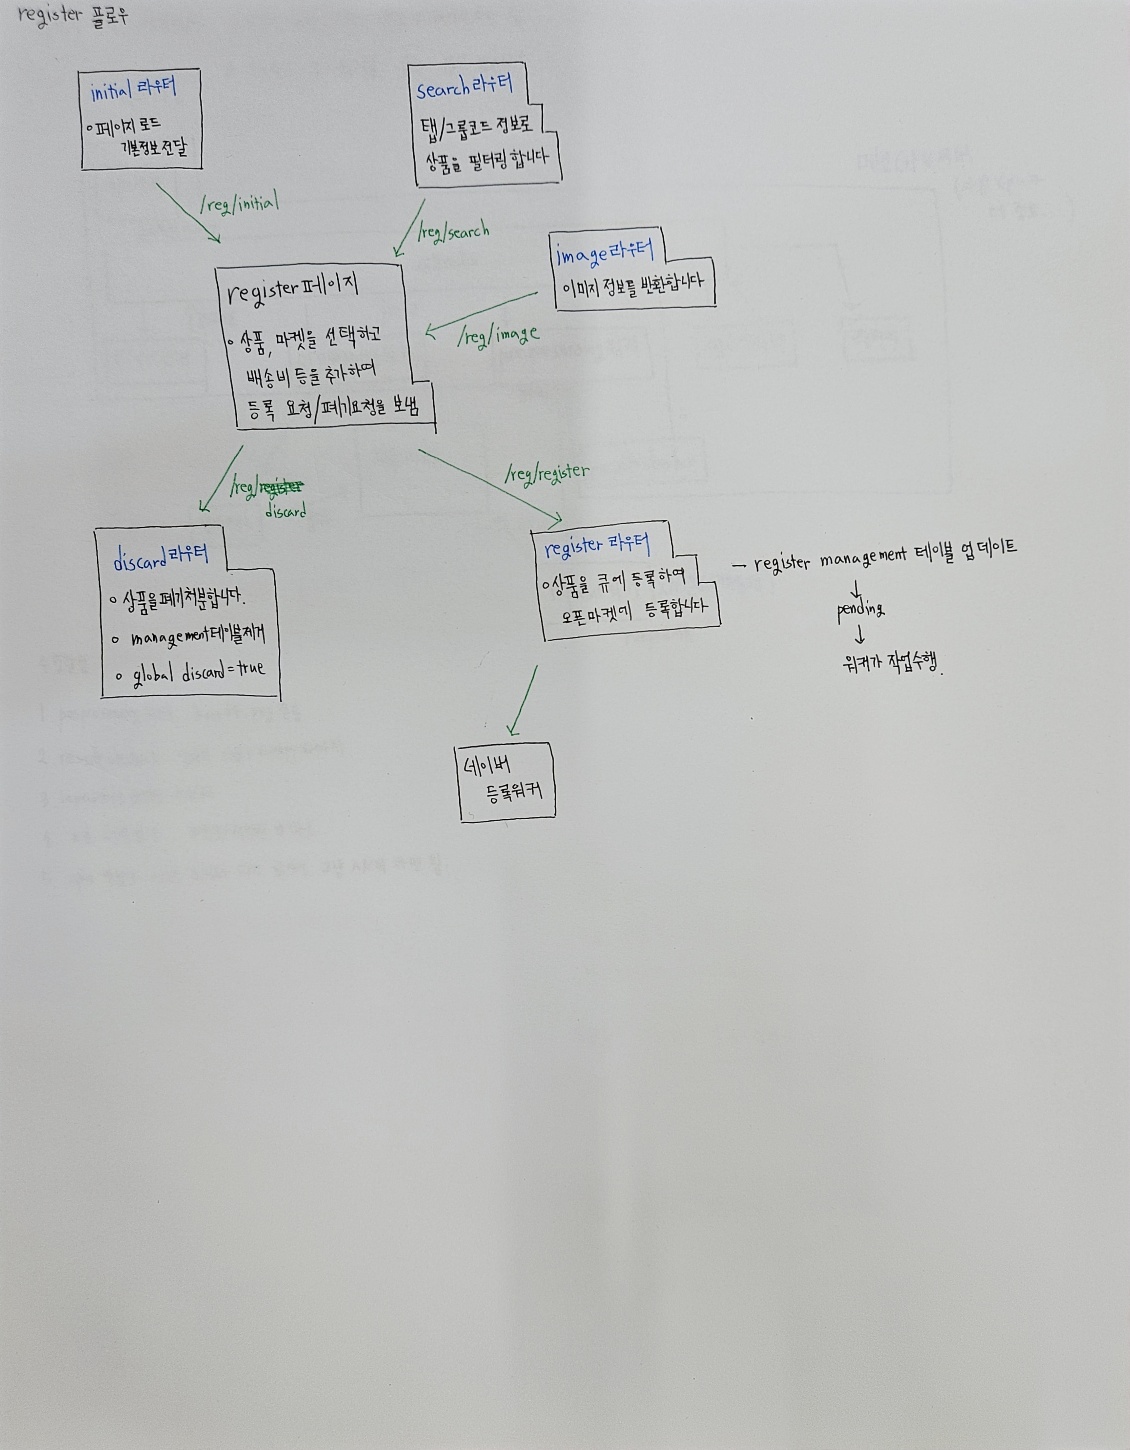 register 플로우
initial 라우터
◦ 페이지 로드
기본정보 전달
search 라우터
탭/그룹코드 정보로
상품을 필터링 합니다
/reg/initial
/reg/search
image 라우터
이미지 정보를 반환합니다
/reg/image
register 페이지
◦ 상품, 마켓을 선택하고
배송비 등을 추가하여
등록 요청/폐기요청을 보냄
/reg/register
discard
/reg/register
discard 라우터
◦ 상품을 폐기처분합니다.
◦ management 테이블 제거
◦ global discard = true
register 라우터
◦ 상품을 큐에 등록하여
오픈마켓에 등록합니다
→ register management 테이블 업데이트
↓
pending
↓
워커가 작업수행.
네이버
등록워커